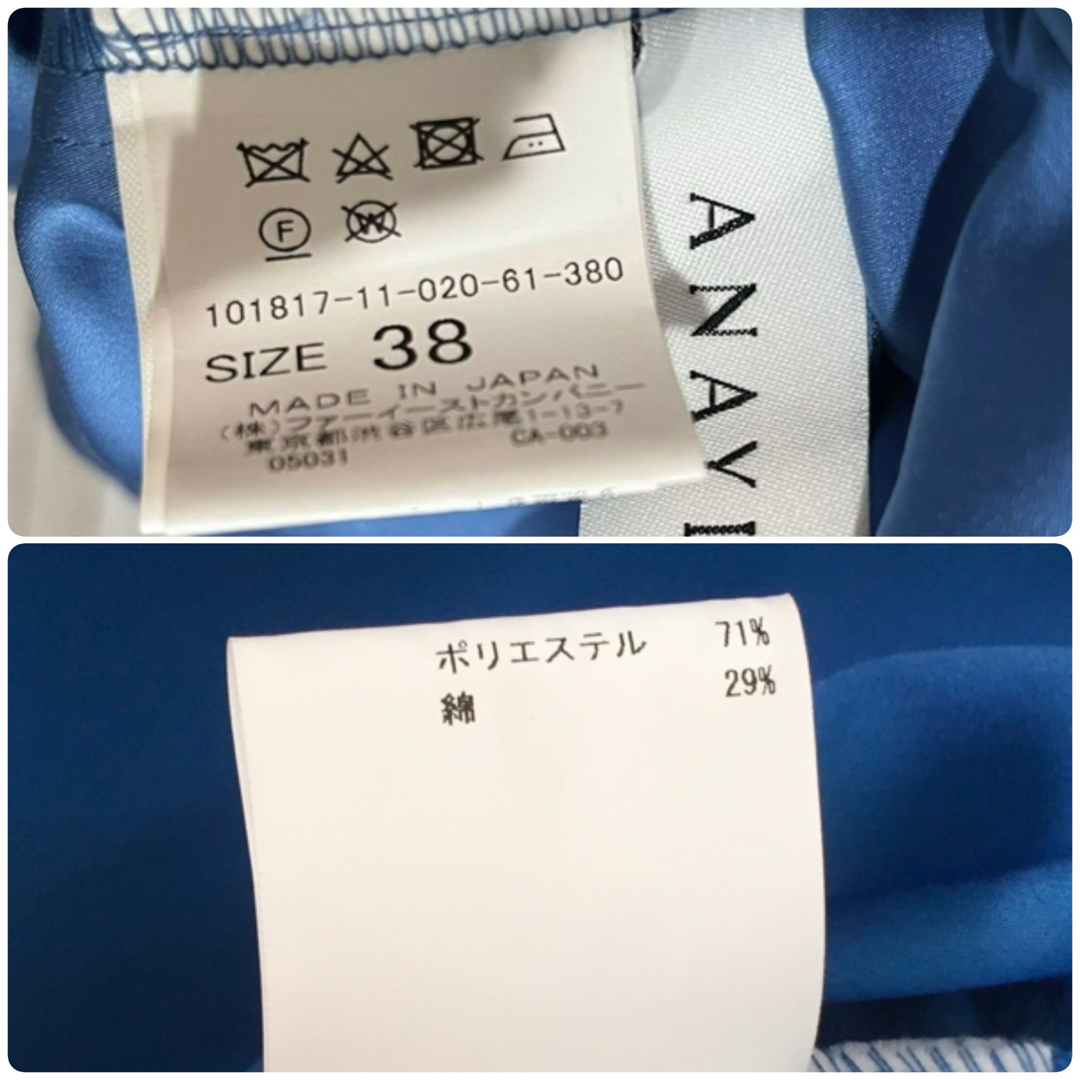 F
W
101817-11-020-61-380
SIZE 38
MADE IN JAPAN
(株)ファーイーストカンパニー
東京都渋谷区広尾1-13-7
05031 CA-003
ANAYI
ポリエステル 71%
綿 29%